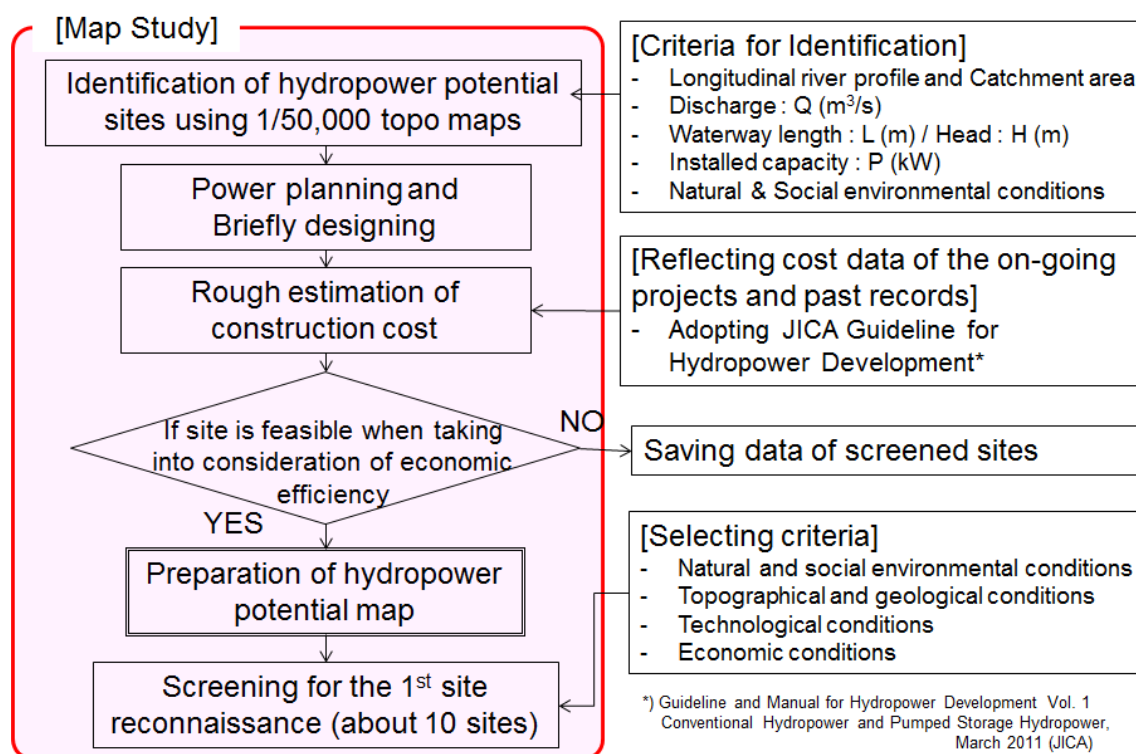 [Map Study]
Identification of hydropower potential
sites using 1/50,000 topo maps
Power planning and
Briefly designing
Rough estimation of
construction cost
If site is feasible when taking
into consideration of economic
efficiency
NO
YES
Preparation of hydropower
potential map
Screening for the 1st site
reconnaissance (about 10 sites)
[Criteria for Identification]
- Longitudinal river profile and Catchment area
- Discharge : Q (m3/s)
- Waterway length : L (m) / Head : H (m)
- Installed capacity : P (kW)
- Natural & Social environmental conditions
[Reflecting cost data of the on-going
projects and past records]
- Adopting JICA Guideline for
Hydropower Development*
Saving data of screened sites
[Selecting criteria]
- Natural and social environmental conditions
- Topographical and geological conditions
- Technological conditions
- Economic conditions
*) Guideline and Manual for Hydropower Development Vol. 1
Conventional Hydropower and Pumped Storage Hydropower,
March 2011 (JICA)